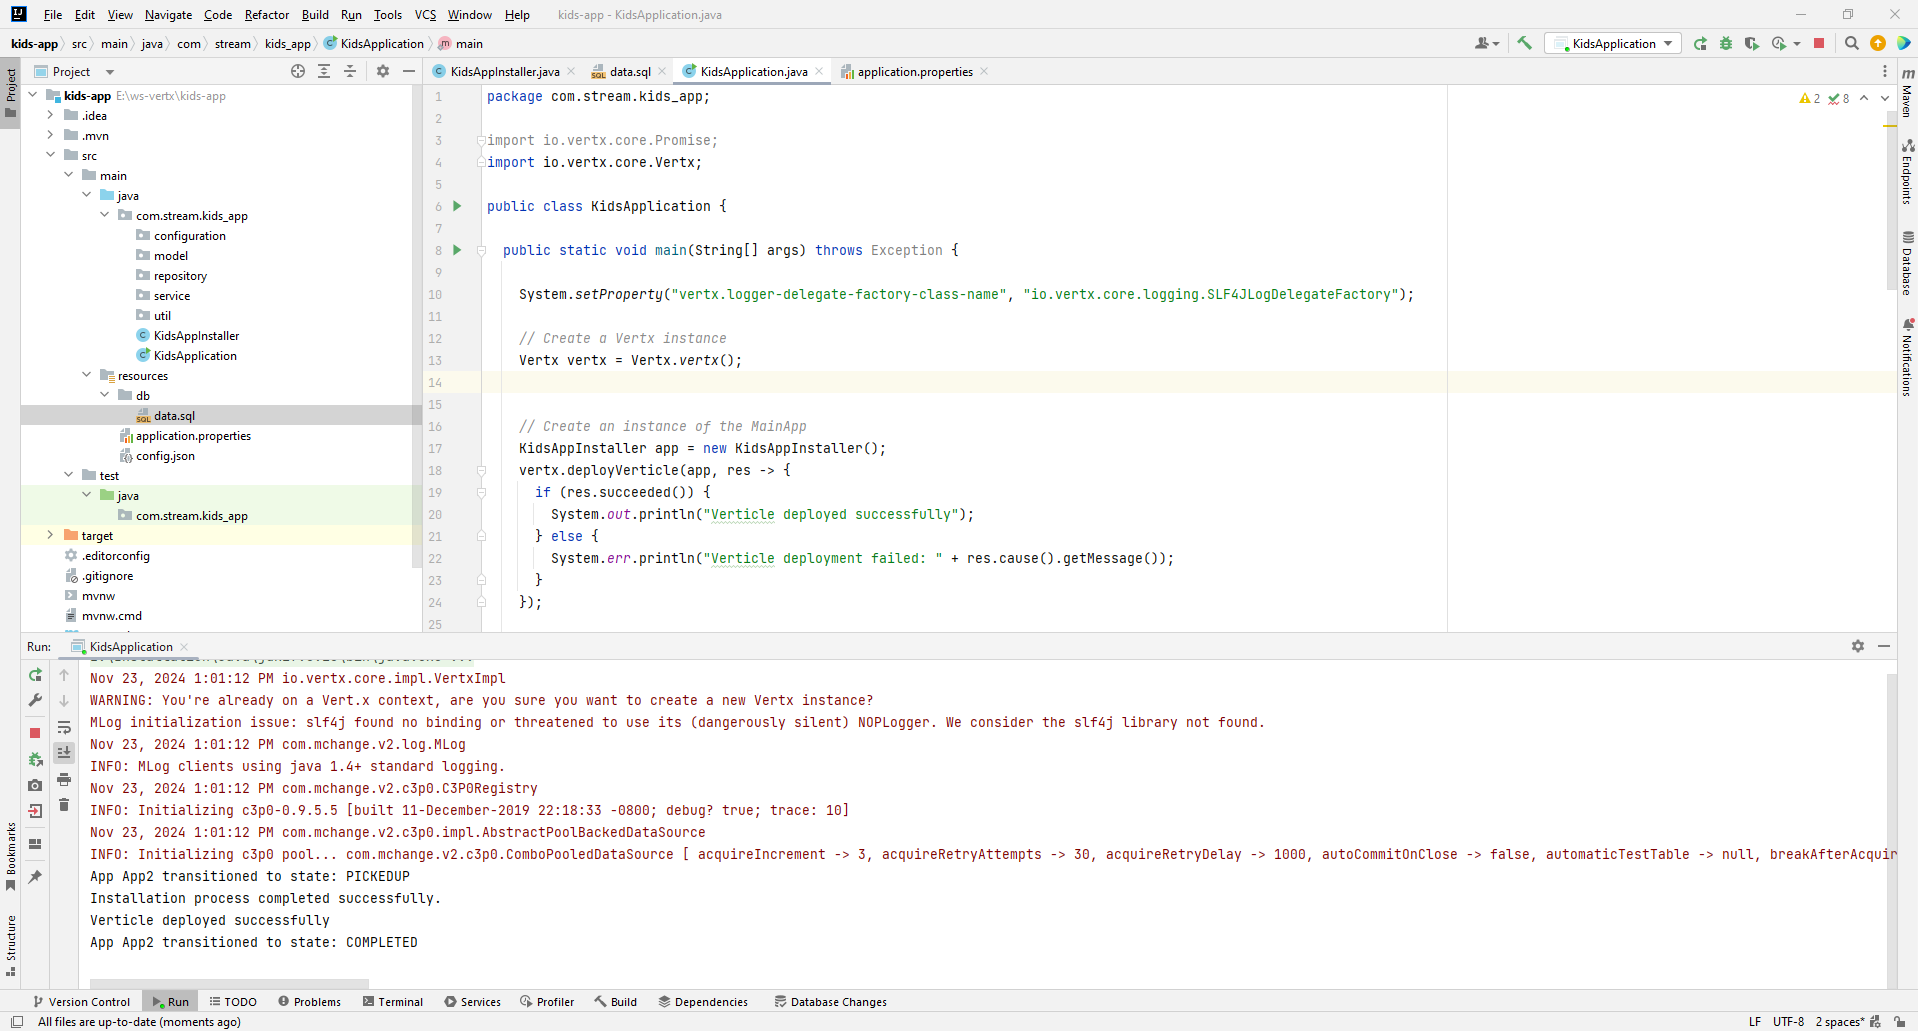 File Edit View Navigate Code Refactor Build Run Tools VCS Window Help kids-app - KidsApplication.java
kids-app src main java com stream kids_app KidsApplication main KidsApplication
Project
Project
KidsAppInstaller.java data.sql KidsApplication.java application.properties
kids-app E:\ws-vertx\kids-app
.idea
.mvn
src
main
java
com.stream.kids_app
configuration
model
repository
service
util
KidsAppInstaller
KidsApplication
resources
db
data.sql
application.properties
config.json
test
java
com.stream.kids_app
target
.editorconfig
.gitignore
mvnw
mvnw.cmd
2 8
1 package com.stream.kids_app;
2
3 import io.vertx.core.Promise;
4 import io.vertx.core.Vertx;
5
6 public class KidsApplication {
7
8 public static void main(String[] args) throws Exception {
9
10 System.setProperty("vertx.logger-delegate-factory-class-name", "io.vertx.core.logging.SLF4JLogDelegateFactory");
11
12 // Create a Vertx instance
13 Vertx vertx = Vertx.vertx();
14
15
16 // Create an instance of the MainApp
17 KidsAppInstaller app = new KidsAppInstaller();
18 vertx.deployVerticle(app, res -> {
19 if (res.succeeded()) {
20 System.out.println("Verticle deployed successfully");
21 } else {
22 System.err.println("Verticle deployment failed: " + res.cause().getMessage());
23 }
24 });
25
Maven
Endpoints
Database
Notifications
Run: KidsApplication
Nov 23, 2024 1:01:12 PM io.vertx.core.impl.VertxImpl
WARNING: You're already on a Vert.x context, are you sure you want to create a new Vertx instance?
MLog initialization issue: slf4j found no binding or threatened to use its (dangerously silent) NOPLogger. We consider the slf4j library not found.
Nov 23, 2024 1:01:12 PM com.mchange.v2.log.MLog
INFO: MLog clients using java 1.4+ standard logging.
Nov 23, 2024 1:01:12 PM com.mchange.v2.c3p0.C3P0Registry
INFO: Initializing c3p0-0.9.5.5 [built 11-December-2019 22:18:33 -0800; debug? true; trace: 10]
Nov 23, 2024 1:01:12 PM com.mchange.v2.c3p0.impl.AbstractPoolBackedDataSource
INFO: Initializing c3p0 pool... com.mchange.v2.c3p0.ComboPooledDataSource [ acquireIncrement -> 3, acquireRetryAttempts -> 30, acquireRetryDelay -> 1000, autoCommitOnClose -> false, automaticTestTable -> null, breakAfterAcquir
App App2 transitioned to state: PICKEDUP
Installation process completed successfully.
Verticle deployed successfully
App App2 transitioned to state: COMPLETED
Bookmarks
Structure
Version Control Run TODO Problems Terminal Services Profiler Build Dependencies Database Changes
All files are up-to-date (moments ago) LF UTF-8 2 spaces*